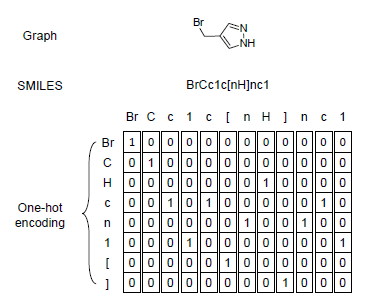 Graph
Br
N
NH
SMILES
BrCc1c[nH]nc1
Br C c 1 c [ n H ] n c 1
Br 1 0 0 0 0 0 0 0 0 0 0 0
C 0 1 0 0 0 0 0 0 0 0 0 0
H 0 0 0 0 0 0 0 1 0 0 0 0
c 0 0 1 0 1 0 0 0 0 0 1 0
n 0 0 0 0 0 0 1 0 0 1 0 0
1 0 0 0 1 0 0 0 0 0 0 0 1
[ 0 0 0 0 0 1 0 0 0 0 0 0
] 0 0 0 0 0 0 0 0 1 0 0 0
One-hot
encoding